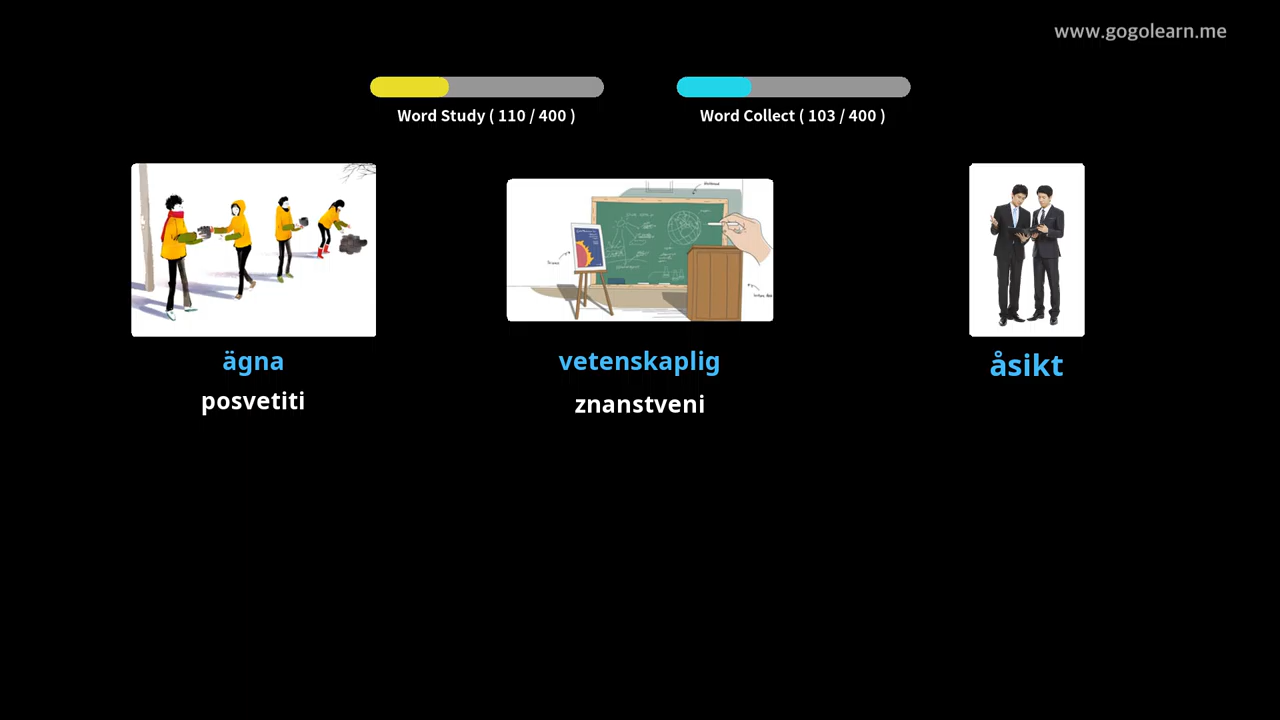 www.gogolearn.me
Word Study ( 110 / 400 )
Word Collect ( 103 / 400 )
ägna
vetenskaplig
åsikt
posvetiti
znanstveni